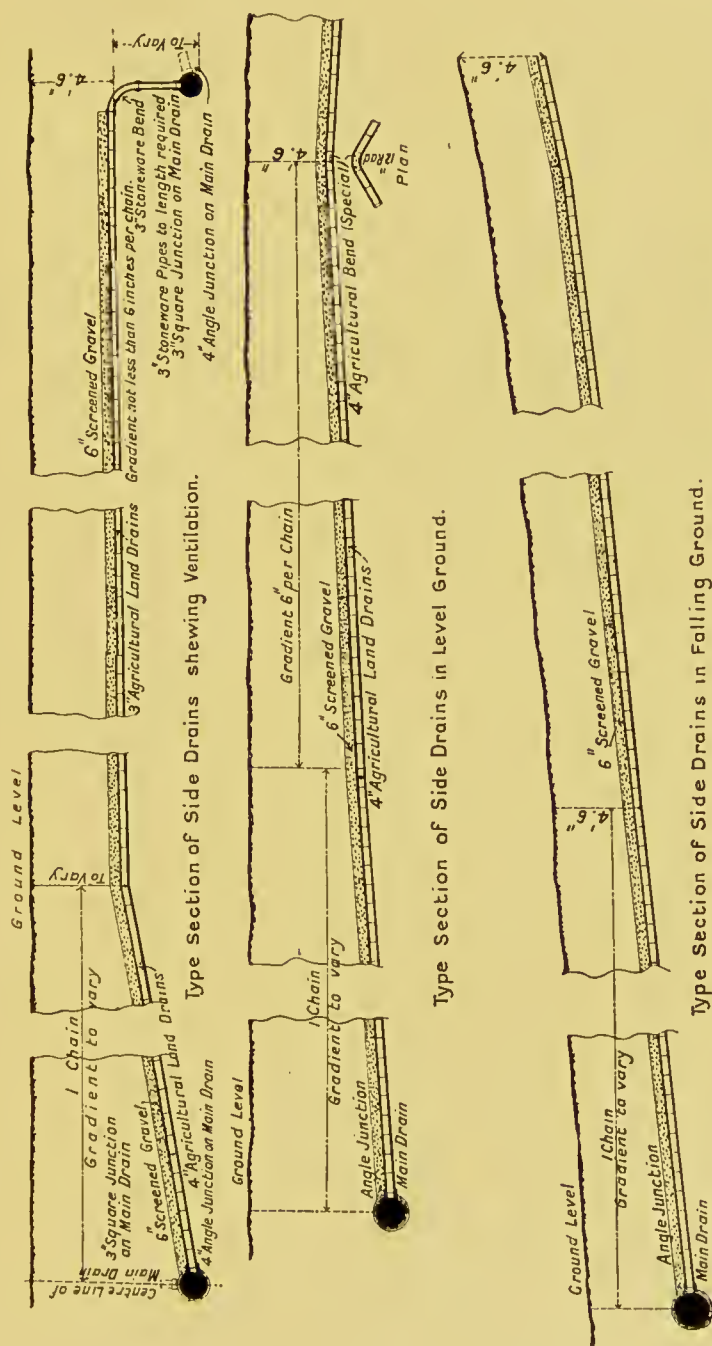 Ground Level
4'. 6"
To Vary
6" Screened Gravel
Gradient not less than 6 inches per chain.
3" Stoneware Bend
3" Stoneware Pipes to length required
3" Square Junction on Main Drain
4" Angle Junction on Main Drain
3" Agricultural Land Drains
To Vary
1 Chain
Gradient to vary
3" Square Junction
on Main Drain
6" Screened Gravel
4" Agricultural Land Drains
4" Angle Junction on Main Drain
Centre Line of
Main Drain
Type Section of Side Drains shewing Ventilation.
Ground Level
1 Chain
Gradient to vary
Angle Junction
Main Drain
Gradient 6" per Chain
6" Screened Gravel
4" Agricultural Land Drains
4'. 6"
4" Agricultural Bend (Special)
12" Rad
Plan
Type Section of Side Drains in Level Ground.
Ground Level
1 Chain
Gradient to vary
Angle Junction
Main Drain
4'. 6"
6" Screened Gravel
4'. 6"
Type Section of Side Drains in Falling Ground.